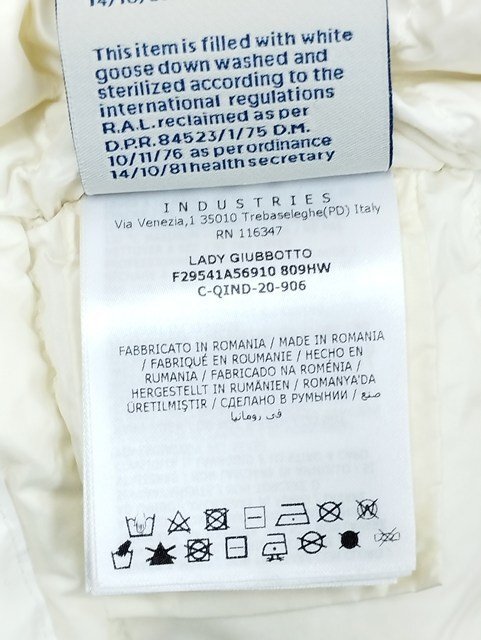 14/10/8
This item is filled with white
goose down washed and
sterilized according to the
international regulations
R.A.L. reclaimed as per
D.P.R. 84523/1/75 D.M.
10/11/76 as per ordinance
14/10/81 health secretary
INDUSTRIES
Via Venezia,1 35010 Trebaseleghe(PD) Italy
RN 116347
LADY GIUBBOTTO
F29541A56910 809HW
C-QIND-20-906
FABBRICATO IN ROMANIA / MADE IN ROMANIA
/ FABRIQUÉ EN ROUMANIE / HECHO EN
RUMANIA / FABRICADO NA ROMÉNIA /
HERGESTELLT IN RUMÄNIEN / ROMANYA'DA
ÜRETILMIŞTIR / СДЕЛАНО В РУМЫНИИ / صنع
في رومانيا